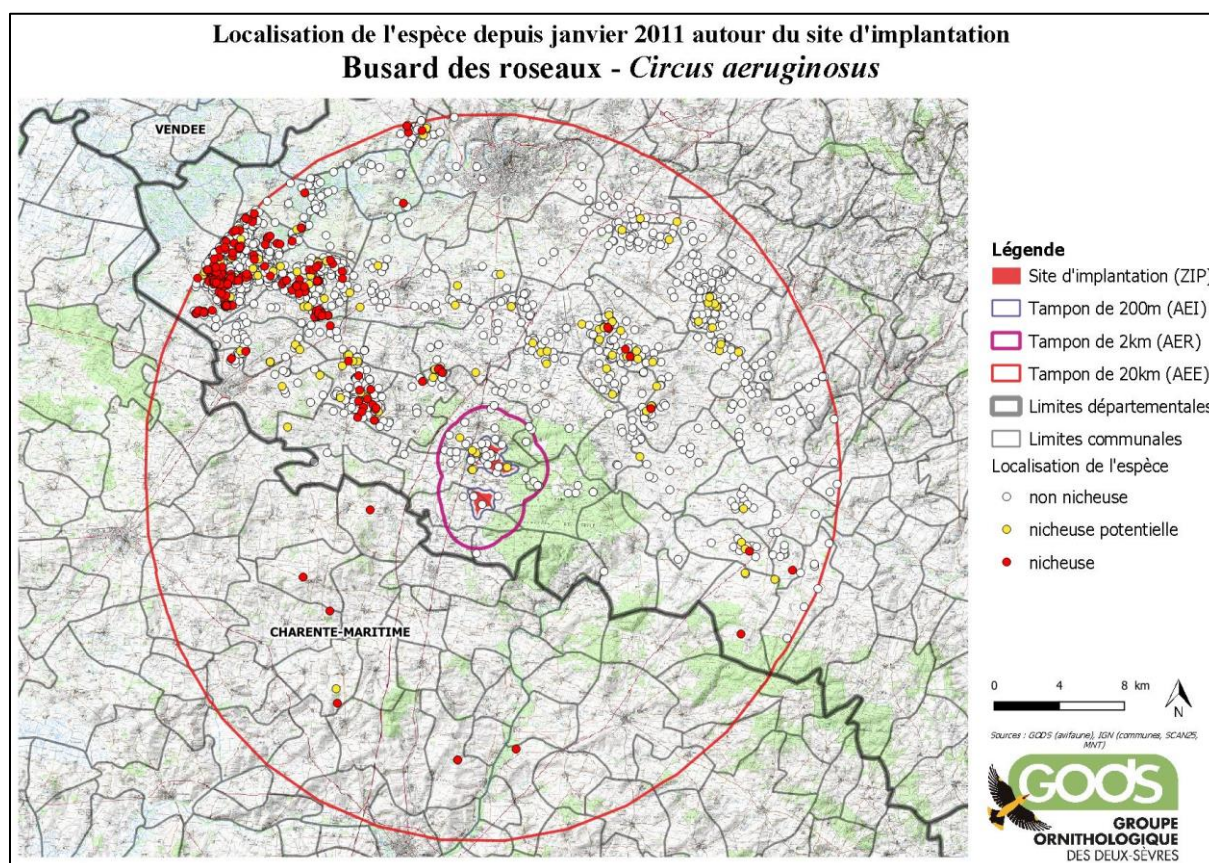 Localisation de l'espèce depuis janvier 2011 autour du site d'implantation
Busard des roseaux - Circus aeruginosus
VENDEE
CHARENTE-MARITIME
Légende
Site d'implantation (ZIP)
Tampon de 200m (AEI)
Tampon de 2km (AER)
Tampon de 20km (AEE)
Limites départementales
Limites communales
Localisation de l'espèce
non nicheuse
nicheuse potentielle
nicheuse
0 4 8 km
N
Sources : GODS (avifaune), IGN (communes, SCAN25,
MNT)
GODS
GROUPE
ORNITHOLOGIQUE
DES DEUX-SÈVRES